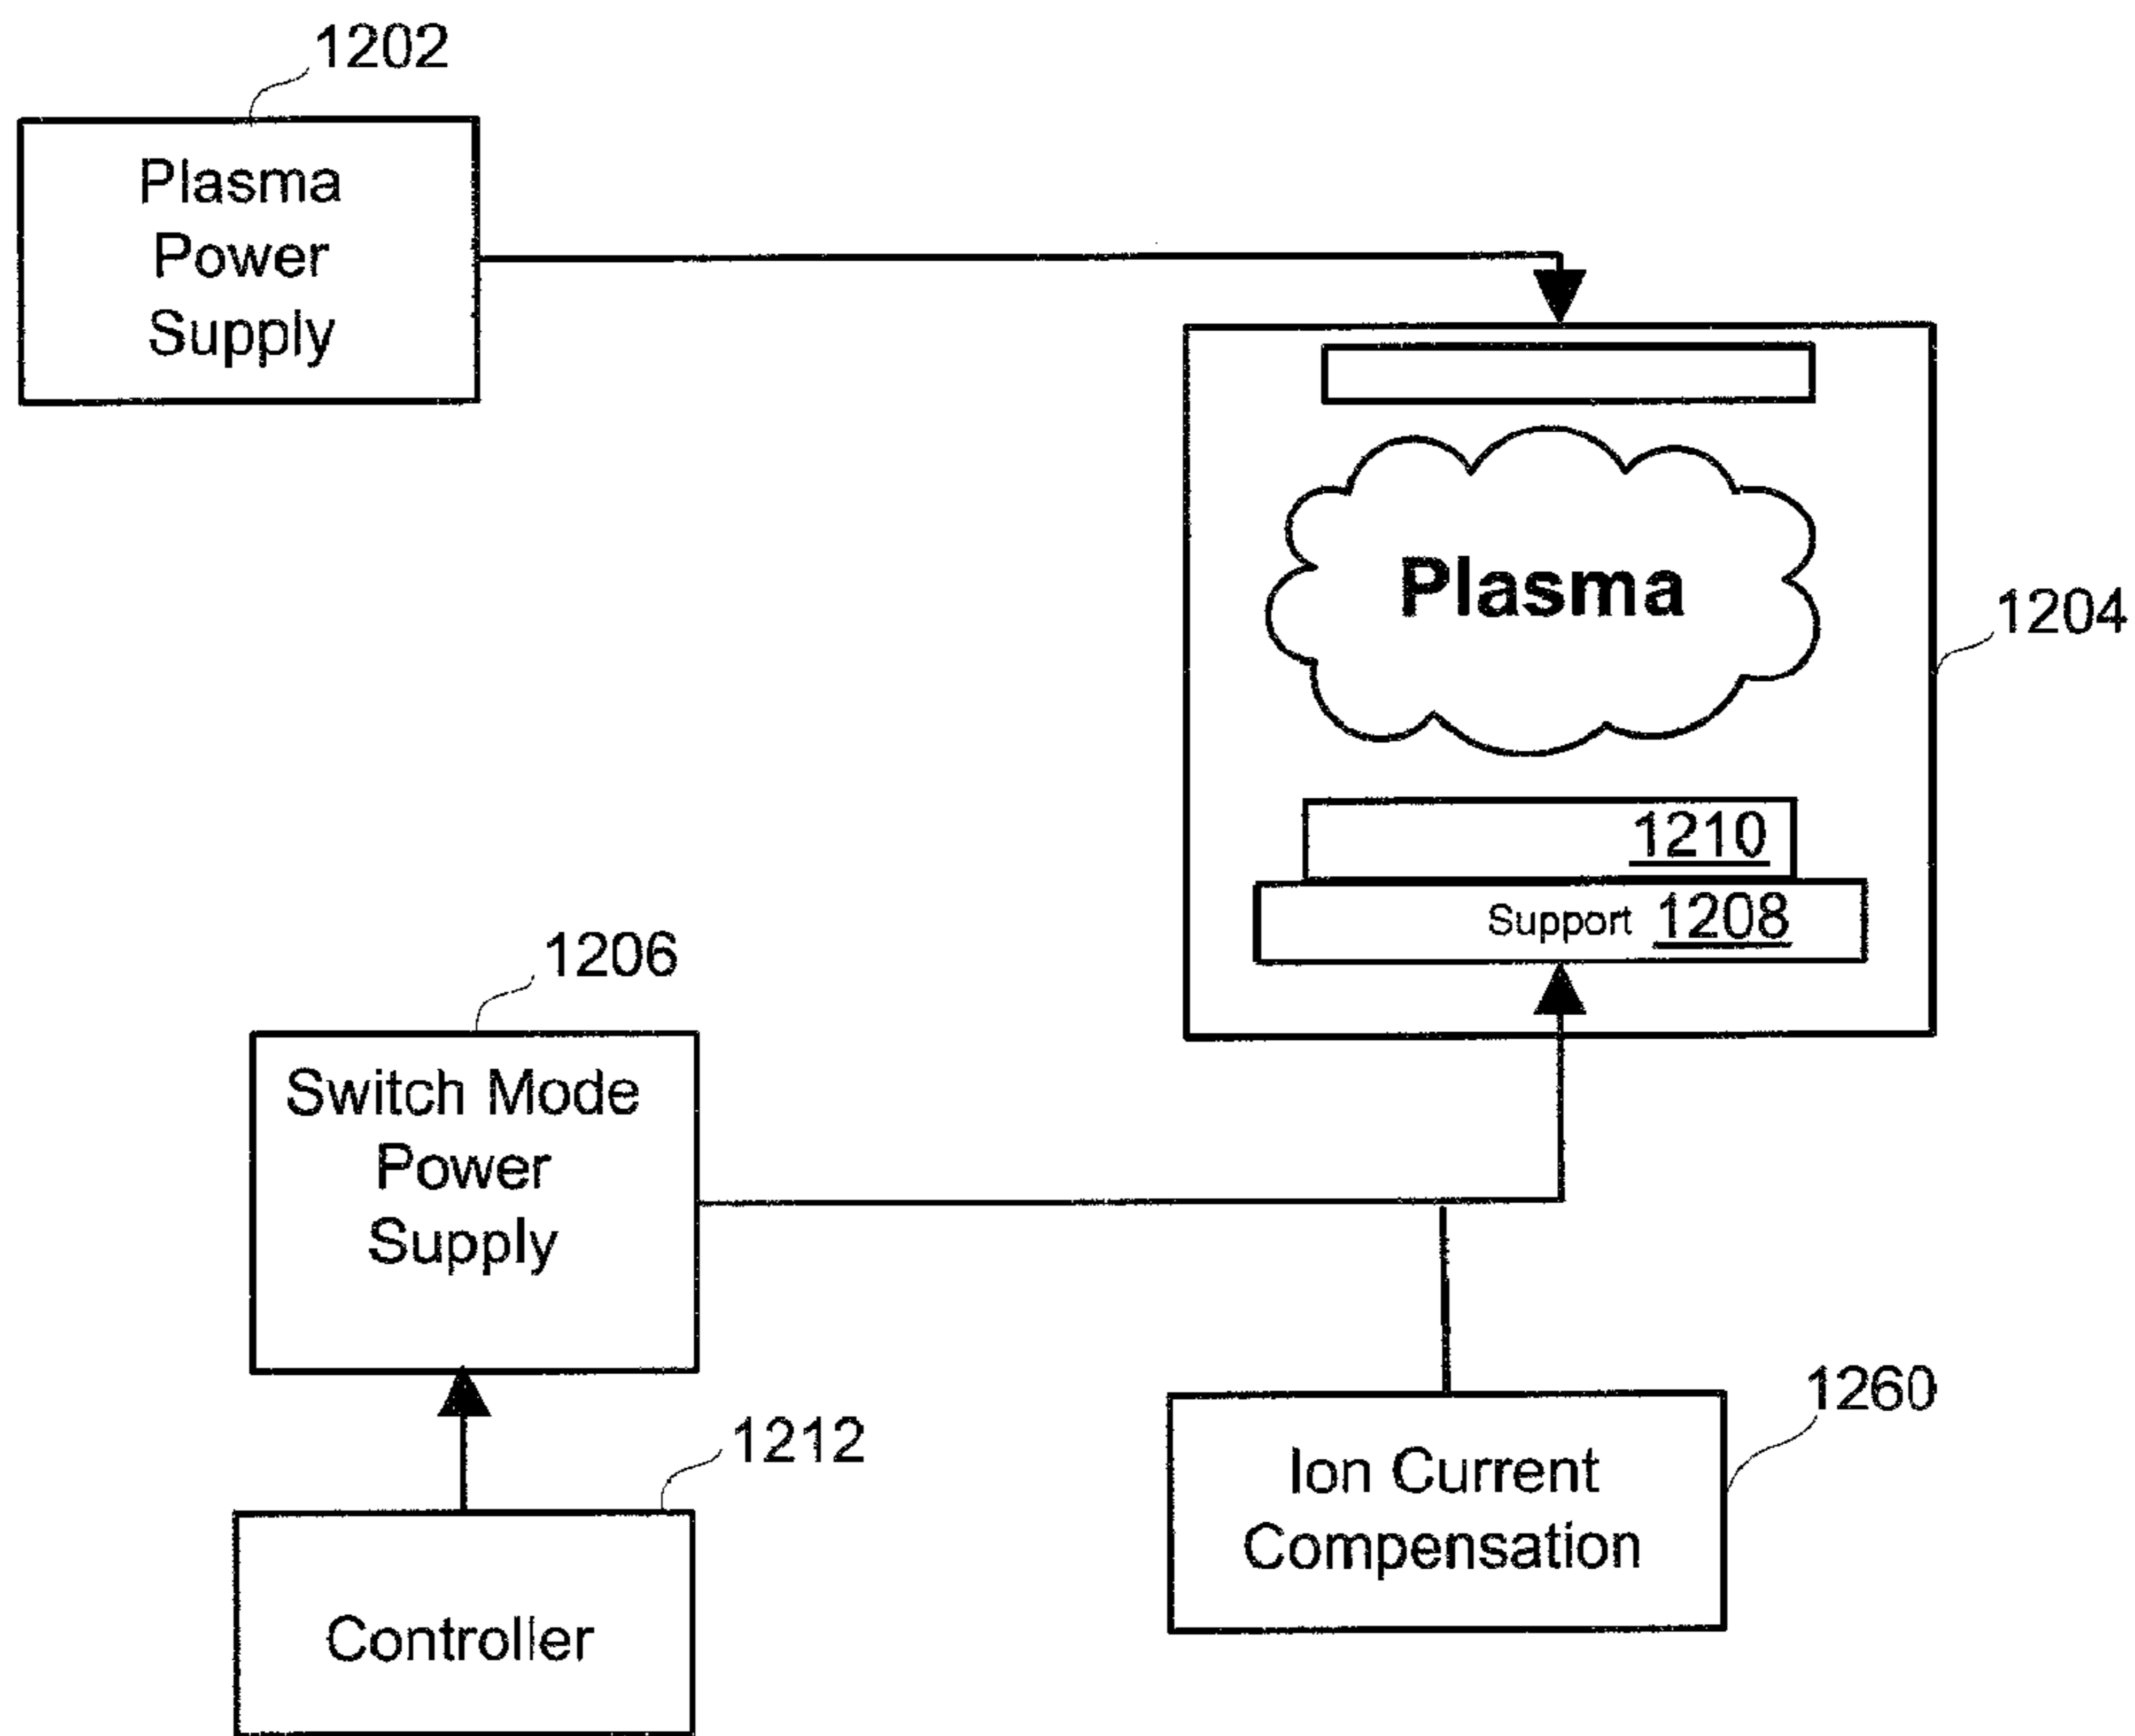 1202
Plasma
Power
Supply
Plasma
1204
1210
Support 1208
1206
Switch Mode
Power
Supply
1212
Controller
1260
Ion Current
Compensation